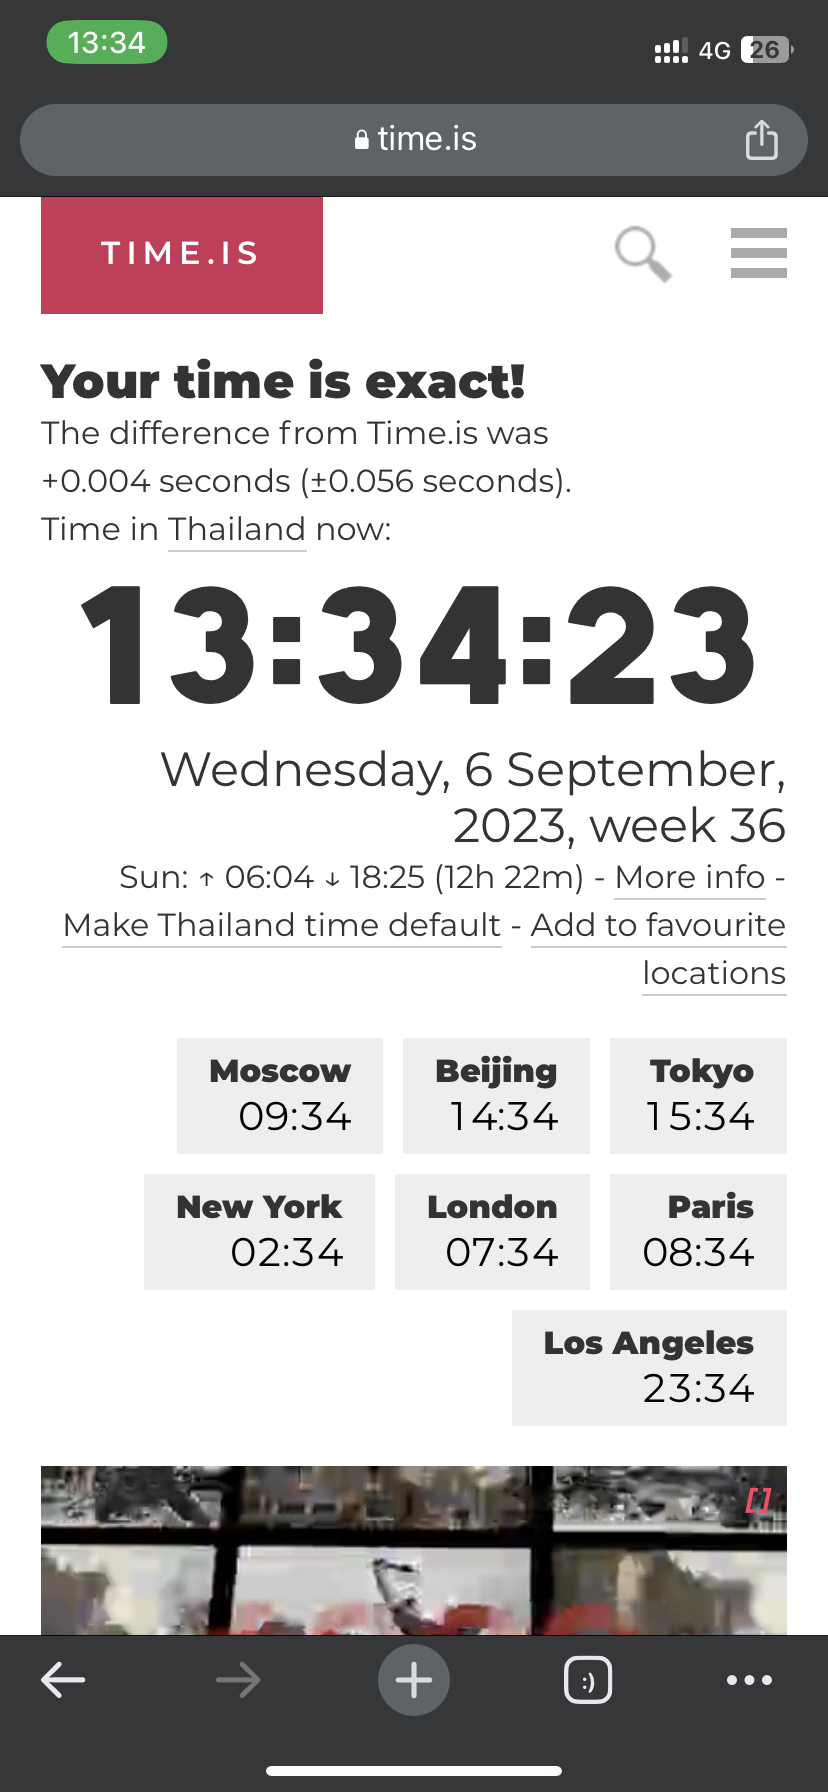 13:34
4G 26
time.is
TIME.IS
Your time is exact!
The difference from Time.is was
+0.004 seconds (±0.056 seconds).
Time in Thailand now:
13:34:23
Wednesday, 6 September,
2023, week 36
Sun: ↑ 06:04 ↓ 18:25 (12h 22m) - More info -
Make Thailand time default - Add to favourite
locations
Moscow Beijing Tokyo
09:34 14:34 15:34
New York London Paris
02:34 07:34 08:34
Los Angeles
23:34
[]
:)